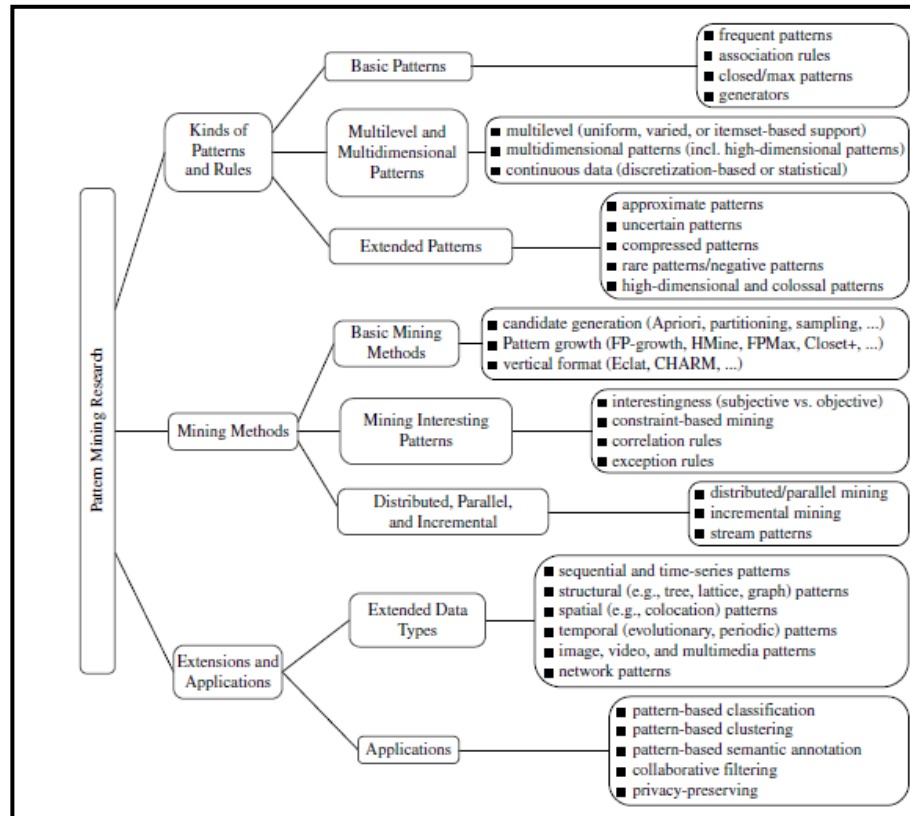 Pattern Mining Research
Kinds of
Patterns
and Rules
Basic Patterns
■ frequent patterns
■ association rules
■ closed/max patterns
■ generators
Multilevel and
Multidimensional
Patterns
■ multilevel (uniform, varied, or itemset-based support)
■ multidimensional patterns (incl. high-dimensional patterns)
■ continuous data (discretization-based or statistical)
Extended Patterns
■ approximate patterns
■ uncertain patterns
■ compressed patterns
■ rare patterns/negative patterns
■ high-dimensional and colossal patterns
Mining Methods
Basic Mining
Methods
■ candidate generation (Apriori, partitioning, sampling, ...)
■ Pattern growth (FP-growth, HMine, FPMax, Closet+, ...)
■ vertical format (Eclat, CHARM, ...)
Mining Interesting
Patterns
■ interestingness (subjective vs. objective)
■ constraint-based mining
■ correlation rules
■ exception rules
Distributed, Parallel,
and Incremental
■ distributed/parallel mining
■ incremental mining
■ stream patterns
Extensions and
Applications
Extended Data
Types
■ sequential and time-series patterns
■ structural (e.g., tree, lattice, graph) patterns
■ spatial (e.g., colocation) patterns
■ temporal (evolutionary, periodic) patterns
■ image, video, and multimedia patterns
■ network patterns
Applications
■ pattern-based classification
■ pattern-based clustering
■ pattern-based semantic annotation
■ collaborative filtering
■ privacy-preserving